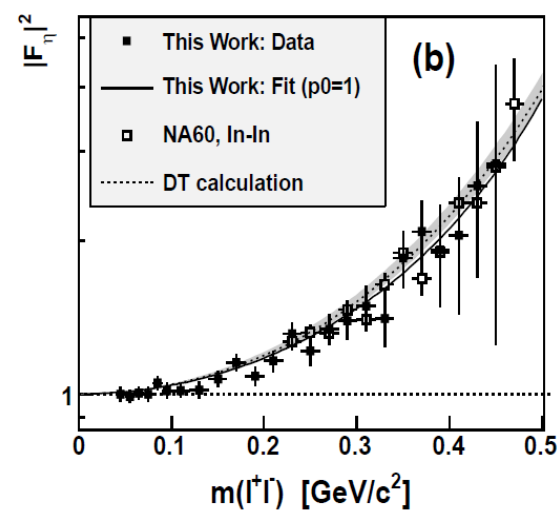 |F_η|²
This Work: Data
This Work: Fit (p0=1)
NA60, In-In
DT calculation
(b)
1
0 0.1 0.2 0.3 0.4 0.5
m(l⁺l⁻) [GeV/c²]